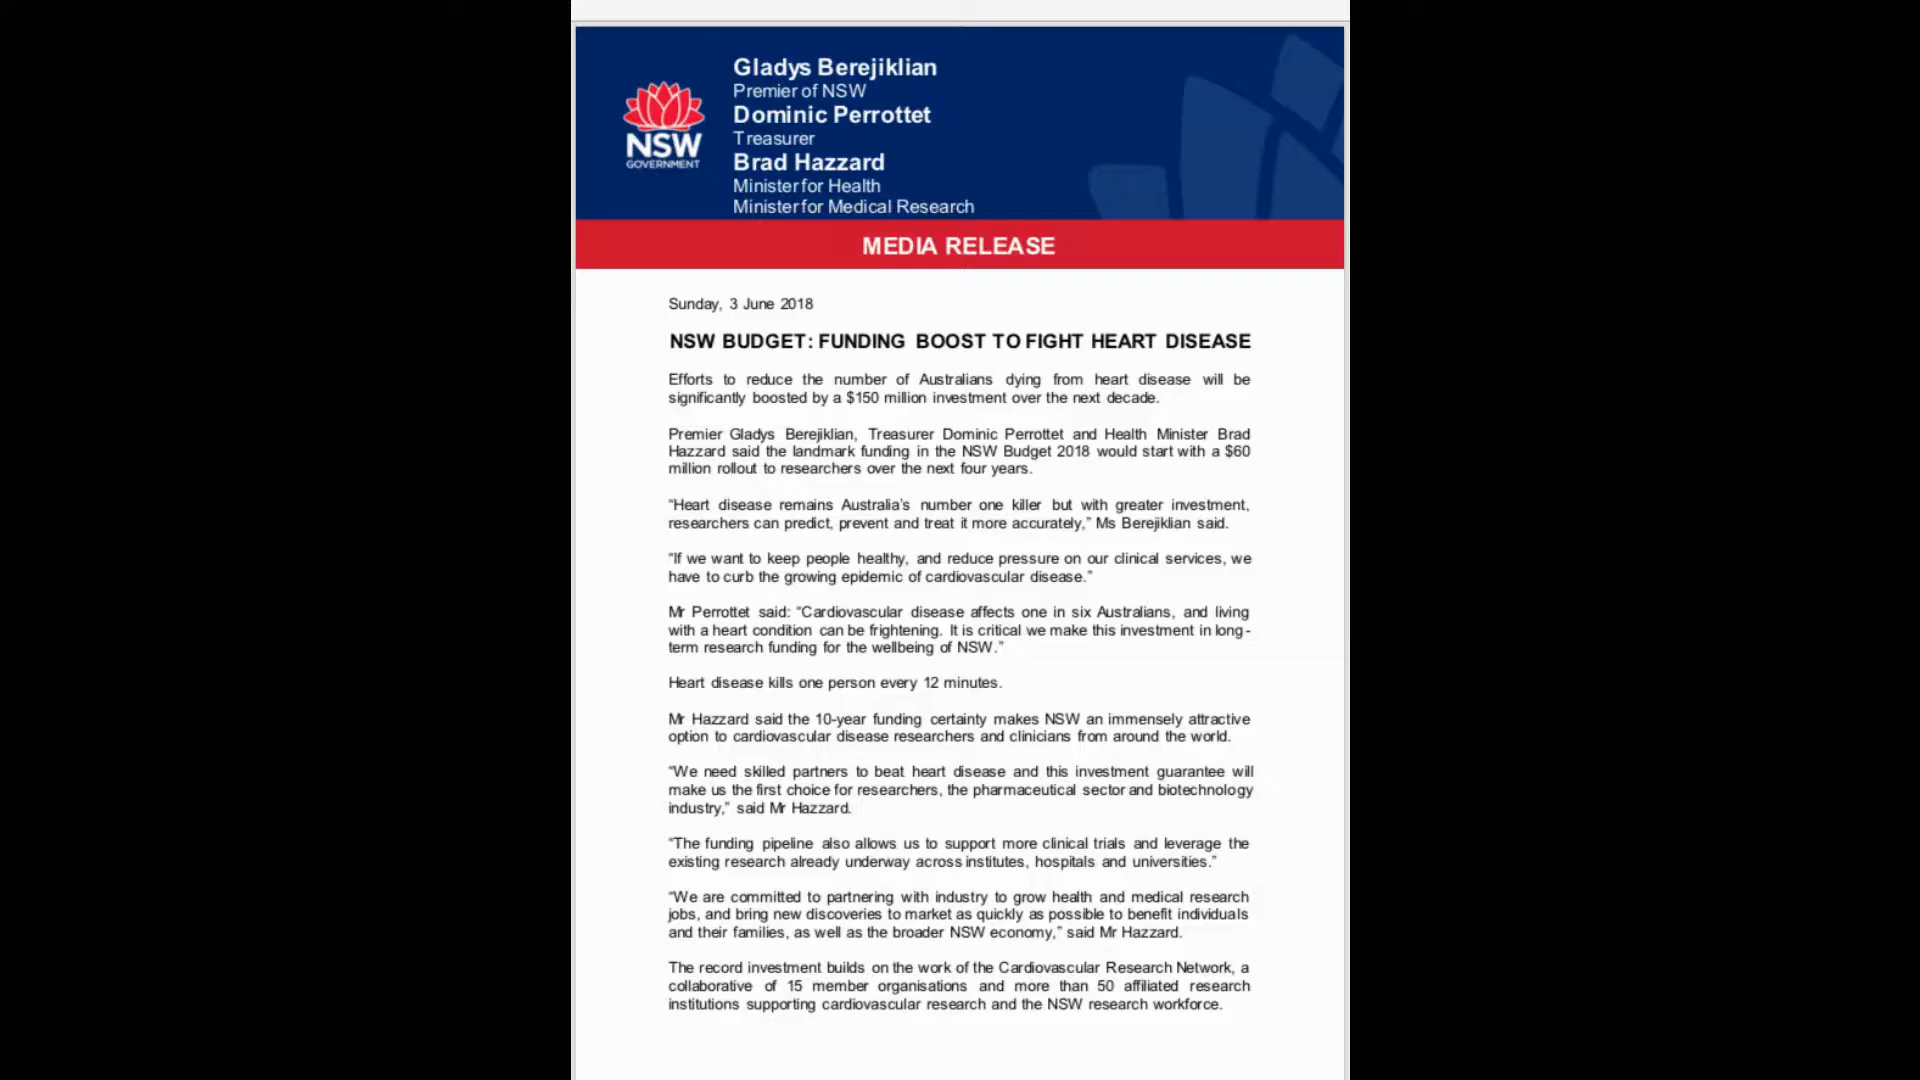 Gladys Berejiklian
Premier of NSW
Dominic Perrottet
Treasurer
Brad Hazzard
Minister for Health
Minister for Medical Research
NSW
GOVERNMENT
MEDIA RELEASE
Sunday, 3 June 2018
NSW BUDGET: FUNDING BOOST TO FIGHT HEART DISEASE
Efforts to reduce the number of Australians dying from heart disease will be
significantly boosted by a $150 million investment over the next decade.
Premier Gladys Berejiklian, Treasurer Dominic Perrottet and Health Minister Brad
Hazzard said the landmark funding in the NSW Budget 2018 would start with a $60
million rollout to researchers over the next four years.
“Heart disease remains Australia’s number one killer but with greater investment,
researchers can predict, prevent and treat it more accurately,” Ms Berejiklian said.
“If we want to keep people healthy, and reduce pressure on our clinical services, we
have to curb the growing epidemic of cardiovascular disease.”
Mr Perrottet said: “Cardiovascular disease affects one in six Australians, and living
with a heart condition can be frightening. It is critical we make this investment in long-
term research funding for the wellbeing of NSW.”
Heart disease kills one person every 12 minutes.
Mr Hazzard said the 10-year funding certainty makes NSW an immensely attractive
option to cardiovascular disease researchers and clinicians from around the world.
“We need skilled partners to beat heart disease and this investment guarantee will
make us the first choice for researchers, the pharmaceutical sector and biotechnology
industry,” said Mr Hazzard.
“The funding pipeline also allows us to support more clinical trials and leverage the
existing research already underway across institutes, hospitals and universities.”
“We are committed to partnering with industry to grow health and medical research
jobs, and bring new discoveries to market as quickly as possible to benefit individuals
and their families, as well as the broader NSW economy,” said Mr Hazzard.
The record investment builds on the work of the Cardiovascular Research Network, a
collaborative of 15 member organisations and more than 50 affiliated research
institutions supporting cardiovascular research and the NSW research workforce.